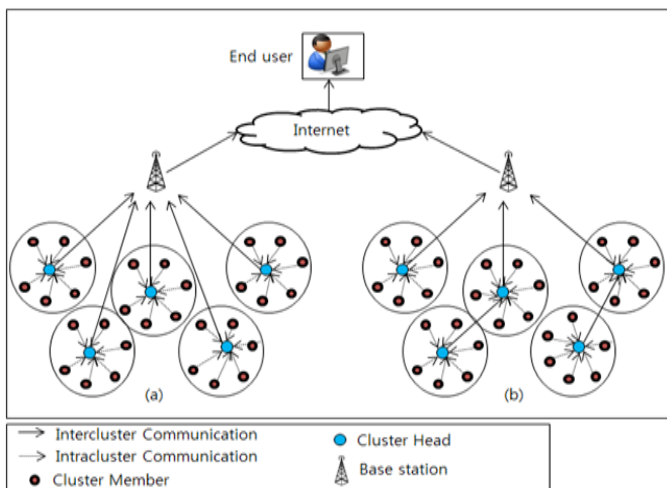 End user
Internet
(a)
(b)
Intercluster Communication
Intracluster Communication
Cluster Member
Cluster Head
Base station